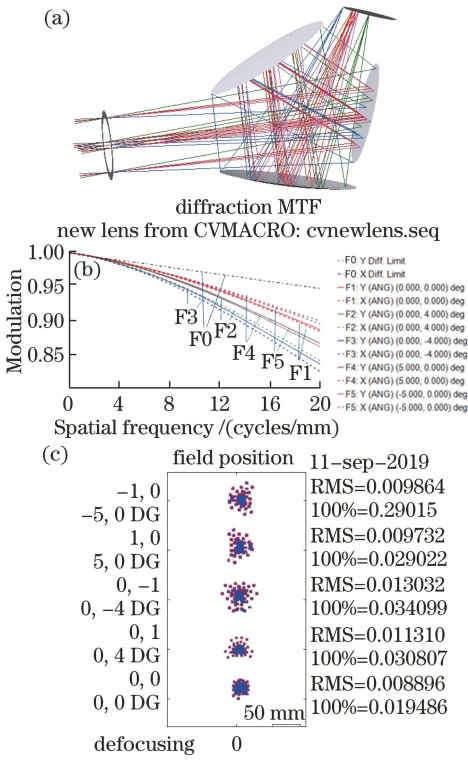 (a)
diffraction MTF
new lens from CVMACRO: cvnewlens.seq
(b)
Modulation
1.00
0.95
0.90
0.85
F3
F0
F2
F4
F5
F1
0 4 8 12 16 20
Spatial frequency /(cycles/mm)
F0: Y Diff. Limit
F0: X Diff. Limit
F1: Y (ANG) (0.000, 0.000) deg
F1: X (ANG) (0.000, 0.000) deg
F2: Y (ANG) (0.000, 4.000) deg
F2: X (ANG) (0.000, 4.000) deg
F3: Y (ANG) (0.000, -4.000) deg
F3: X (ANG) (0.000, -4.000) deg
F4: Y (ANG) (5.000, 0.000) deg
F4: X (ANG) (5.000, 0.000) deg
F5: Y (ANG) (-5.000, 0.000) deg
F5: X (ANG) (-5.000, 0.000) deg
(c)
field position 11-sep-2019
−1, 0 RMS=0.009864
−5, 0 DG 100%=0.29015
1, 0 RMS=0.009732
5, 0 DG 100%=0.029022
0, −1 RMS=0.013032
0, −4 DG 100%=0.034099
0, 1 RMS=0.011310
0, 4 DG 100%=0.030807
0, 0 RMS=0.008896
0, 0 DG 100%=0.019486
50 mm
defocusing 0